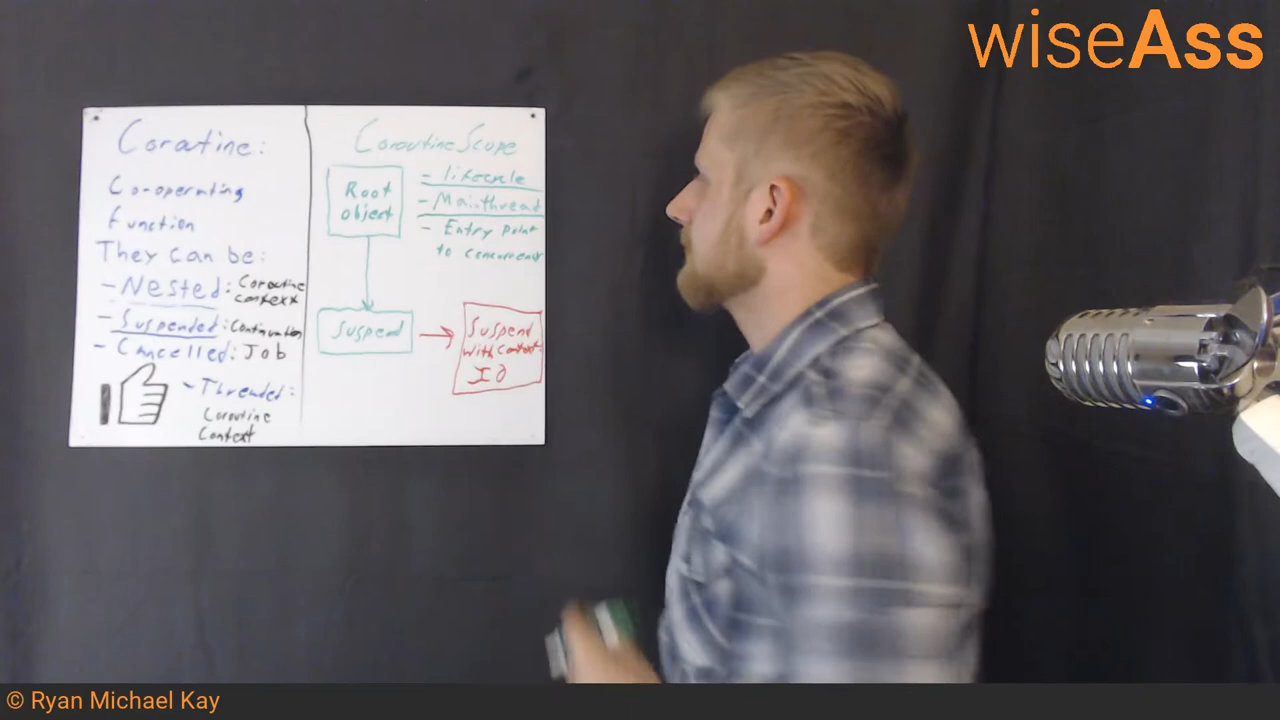 wiseAss
Coroutine:
Co-operating
function
They can be:
- Nested: Coroutine
context
- Suspended: Continuation
- Cancelled: Job
- Threaded:
Coroutine
Context
CoroutineScope
Root
object
- lifecycle
- Mainthread
- Entry point
to concurrency
Suspend
Suspend
with context:
IO
© Ryan Michael Kay